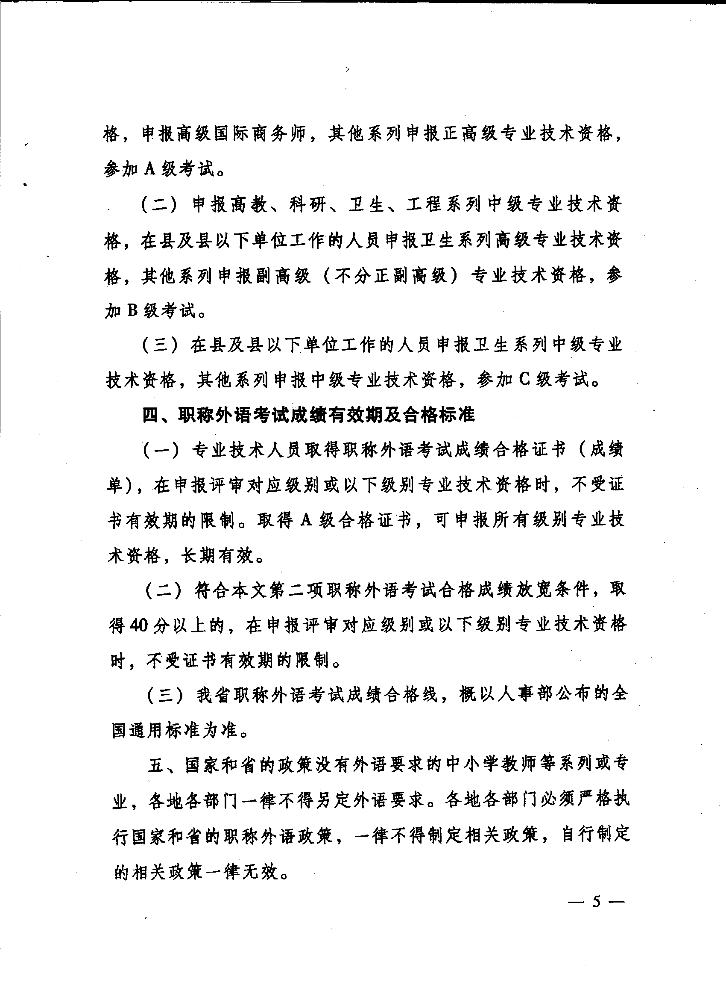 格，申报高级国际商务师，其他系列申报正高级专业技术资格，
参加 A 级考试。
（二）申报高教、科研、卫生、工程系列中级专业技术资
格，在县及县以下单位工作的人员申报卫生系列高级专业技术资
格，其他系列申报副高级（不分正副高级）专业技术资格，参
加 B 级考试。
（三）在县及县以下单位工作的人员申报卫生系列中级专业
技术资格，其他系列申报中级专业技术资格，参加 C 级考试。
四、职称外语考试成绩有效期及合格标准
（一）专业技术人员取得职称外语考试成绩合格证书（成绩
单），在申报评审对应级别或以下级别专业技术资格时，不受证
书有效期的限制。取得 A 级合格证书，可申报所有级别专业技
术资格，长期有效。
（二）符合本文第二项职称外语考试合格成绩放宽条件，取
得 40 分以上的，在申报评审对应级别或以下级别专业技术资格
时，不受证书有效期的限制。
（三）我省职称外语考试成绩合格线，概以人事部公布的全
国通用标准为准。
五、国家和省的政策没有外语要求的中小学教师等系列或专
业，各地各部门一律不得另定外语要求。各地各部门必须严格执
行国家和省的职称外语政策，一律不得制定相关政策，自行制定
的相关政策一律无效。
— 5 —